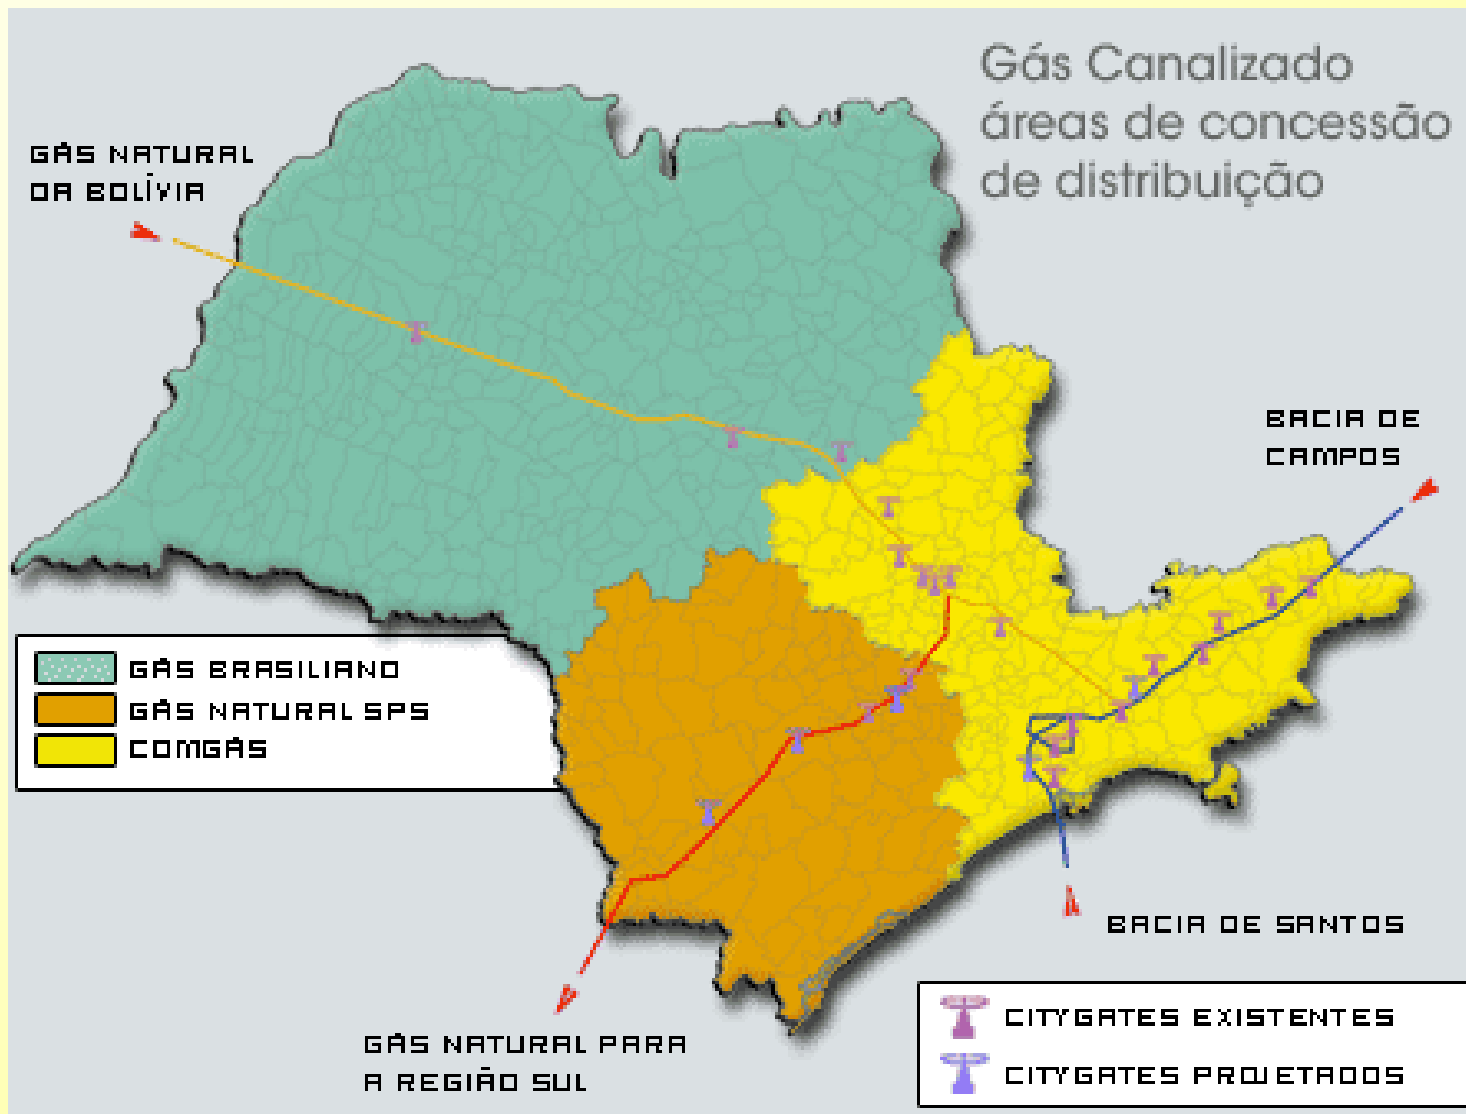 Gás Canalizado
áreas de concessão
de distribuição
GÁS NATURAL
DA BOLÍVIA
BACIA DE
CAMPOS
GÁS BRASILIANO
GÁS NATURAL SPS
COMGÁS
BACIA DE SANTOS
GÁS NATURAL PARA
A REGIÃO SUL
CITYGATES EXISTENTES
CITYGATES PROJETADOS